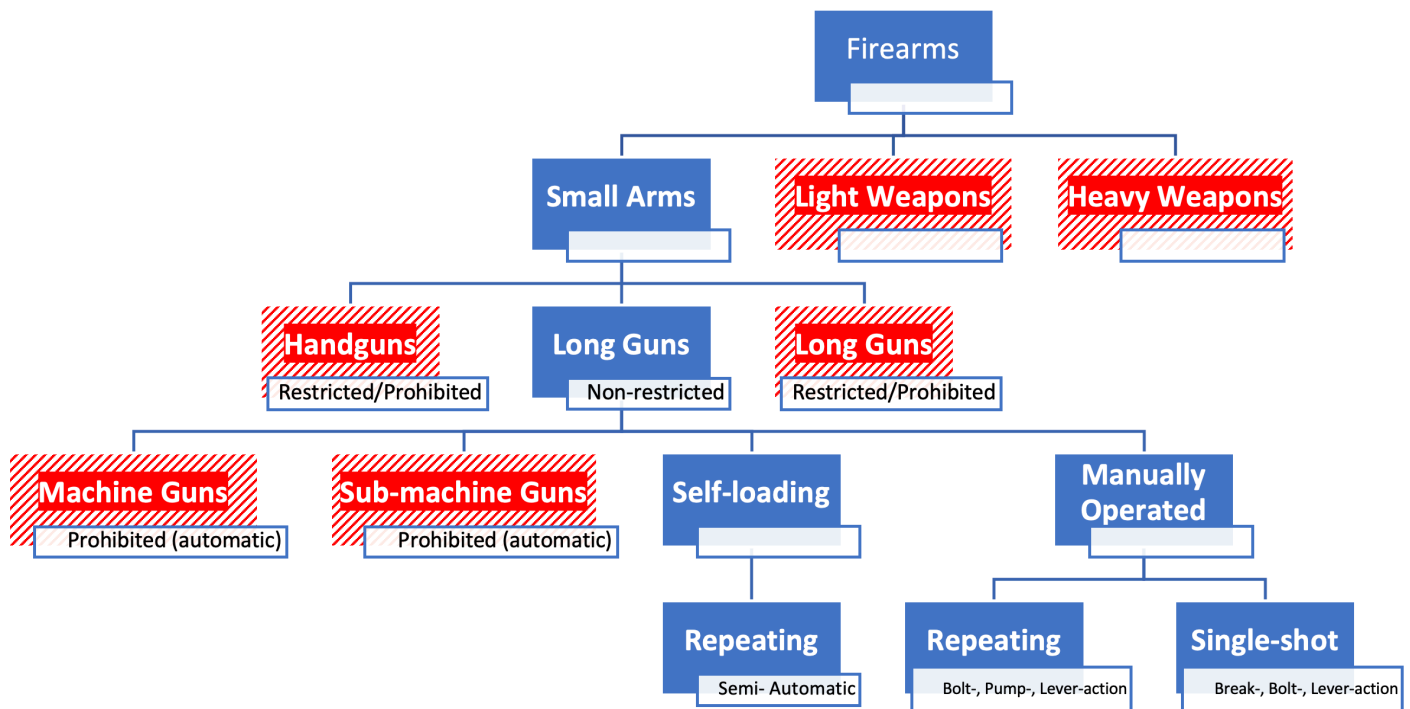 Firearms
Small Arms
Light Weapons
Heavy Weapons
Handguns
Restricted/Prohibited
Long Guns
Non-restricted
Long Guns
Restricted/Prohibited
Machine Guns
Prohibited (automatic)
Sub-machine Guns
Prohibited (automatic)
Self-loading
Manually
Operated
Repeating
Semi- Automatic
Repeating
Bolt-, Pump-, Lever-action
Single-shot
Break-, Bolt-, Lever-action